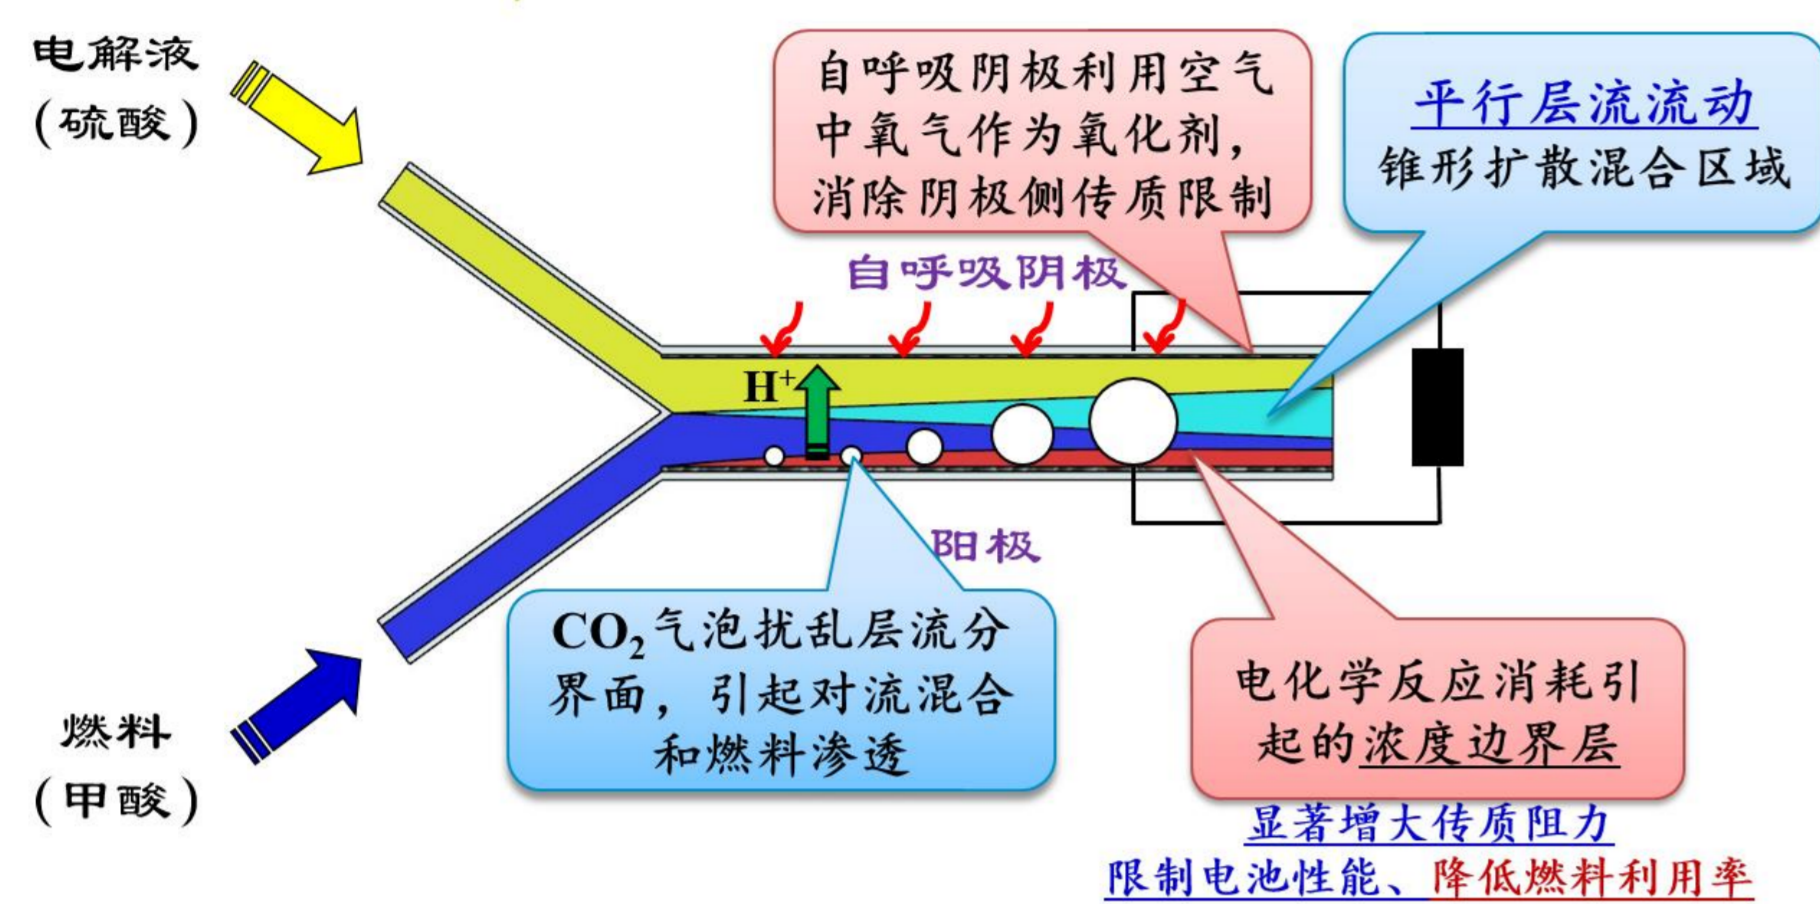 电解液
(硫酸)
自呼吸阴极利用空气
中氧气作为氧化剂,
消除阴极侧传质限制
平行层流流动
锥形扩散混合区域
自呼吸阴极
H⁺
阳极
CO₂气泡扰乱层流分
界面，引起对流混合
和燃料渗透
燃料
(甲酸)
电化学反应消耗引
起的浓度边界层
显著增大传质阻力
限制电池性能、降低燃料利用率